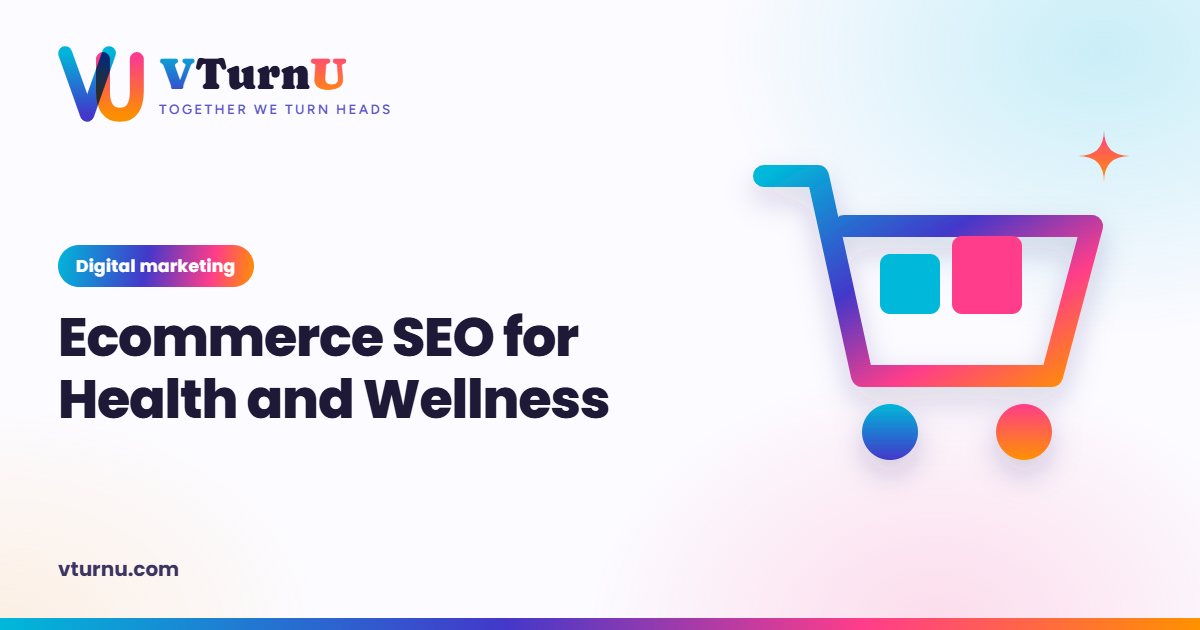 VTurnU
TOGETHER WE TURN HEADS
Digital marketing
Ecommerce SEO for
Health and Wellness
vturnu.com